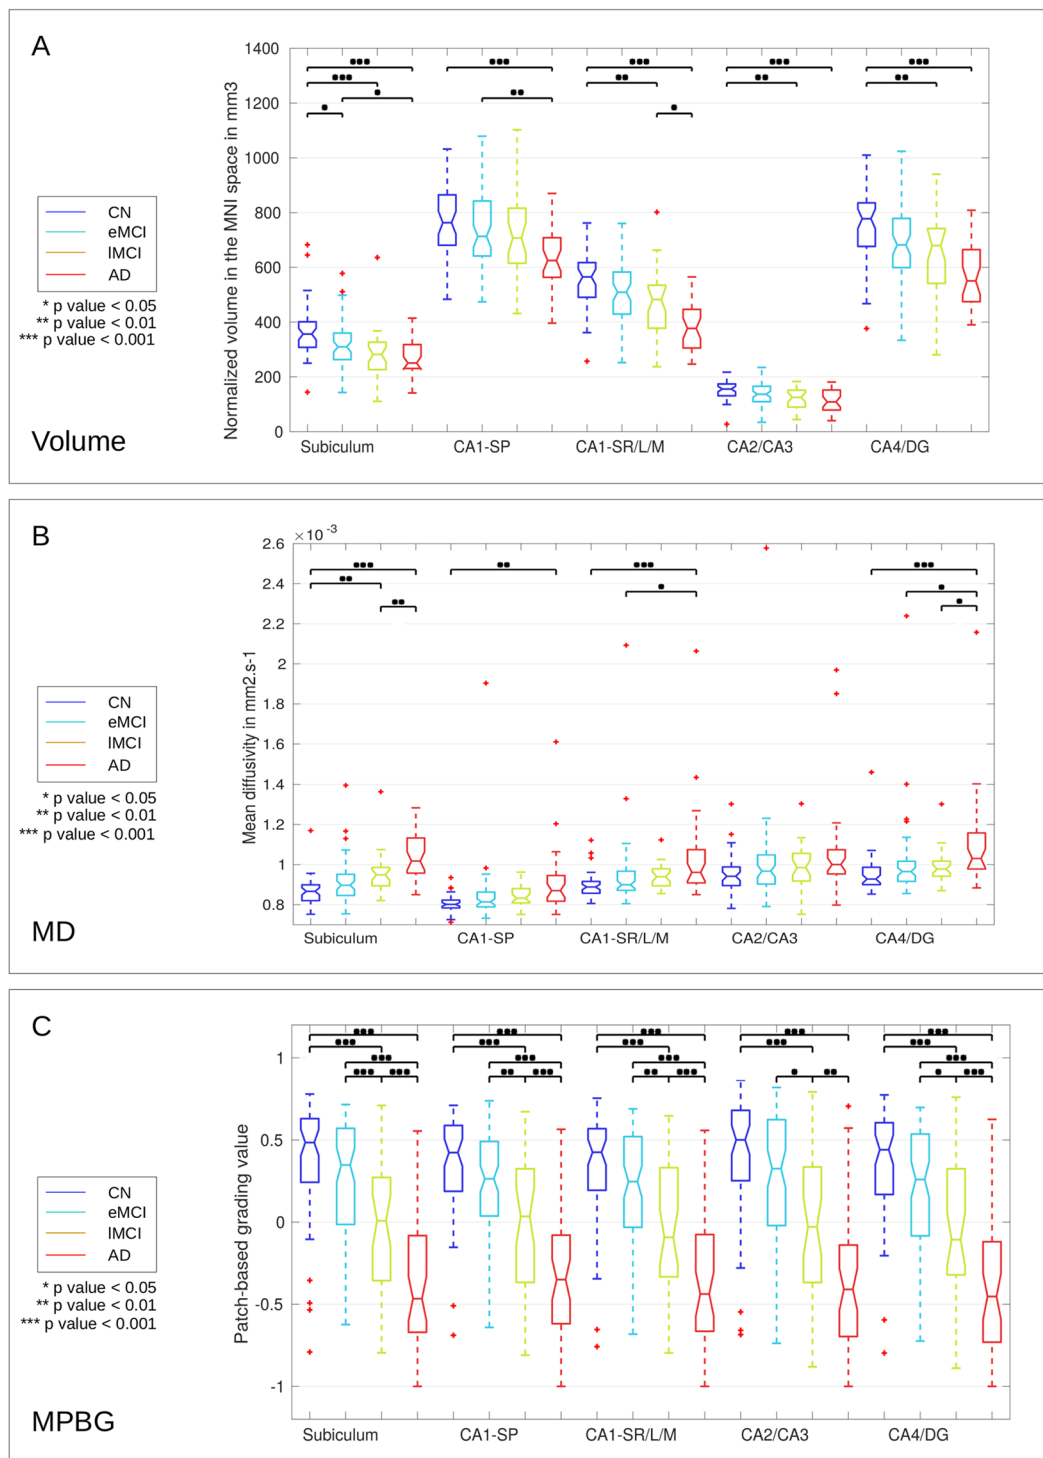 A
Normalized volume in the MNI space in mm3
1400
1200
1000
800
600
400
200
0
*** *** * *
*** **
*** ** *
*** **
*** **
CN
eMCI
lMCI
AD
* p value < 0.05
** p value < 0.01
*** p value < 0.001
Volume
Subiculum CA1-SP CA1-SR/L/M CA2/CA3 CA4/DG
B
×10 -3
Mean diffusivity in mm2.s-1
2.6
2.4
2.2
2
1.8
1.6
1.4
1.2
1
0.8
*** ** **
**
*** *
*** * *
CN
eMCI
lMCI
AD
* p value < 0.05
** p value < 0.01
*** p value < 0.001
MD
Subiculum CA1-SP CA1-SR/L/M CA2/CA3 CA4/DG
C
Patch-based grading value
1
0.5
0
-0.5
-1
*** *** *** *** ***
*** *** *** ** ***
*** *** *** ** ***
*** *** * **
*** *** *** * ***
CN
eMCI
lMCI
AD
* p value < 0.05
** p value < 0.01
*** p value < 0.001
MPBG
Subiculum CA1-SP CA1-SR/L/M CA2/CA3 CA4/DG